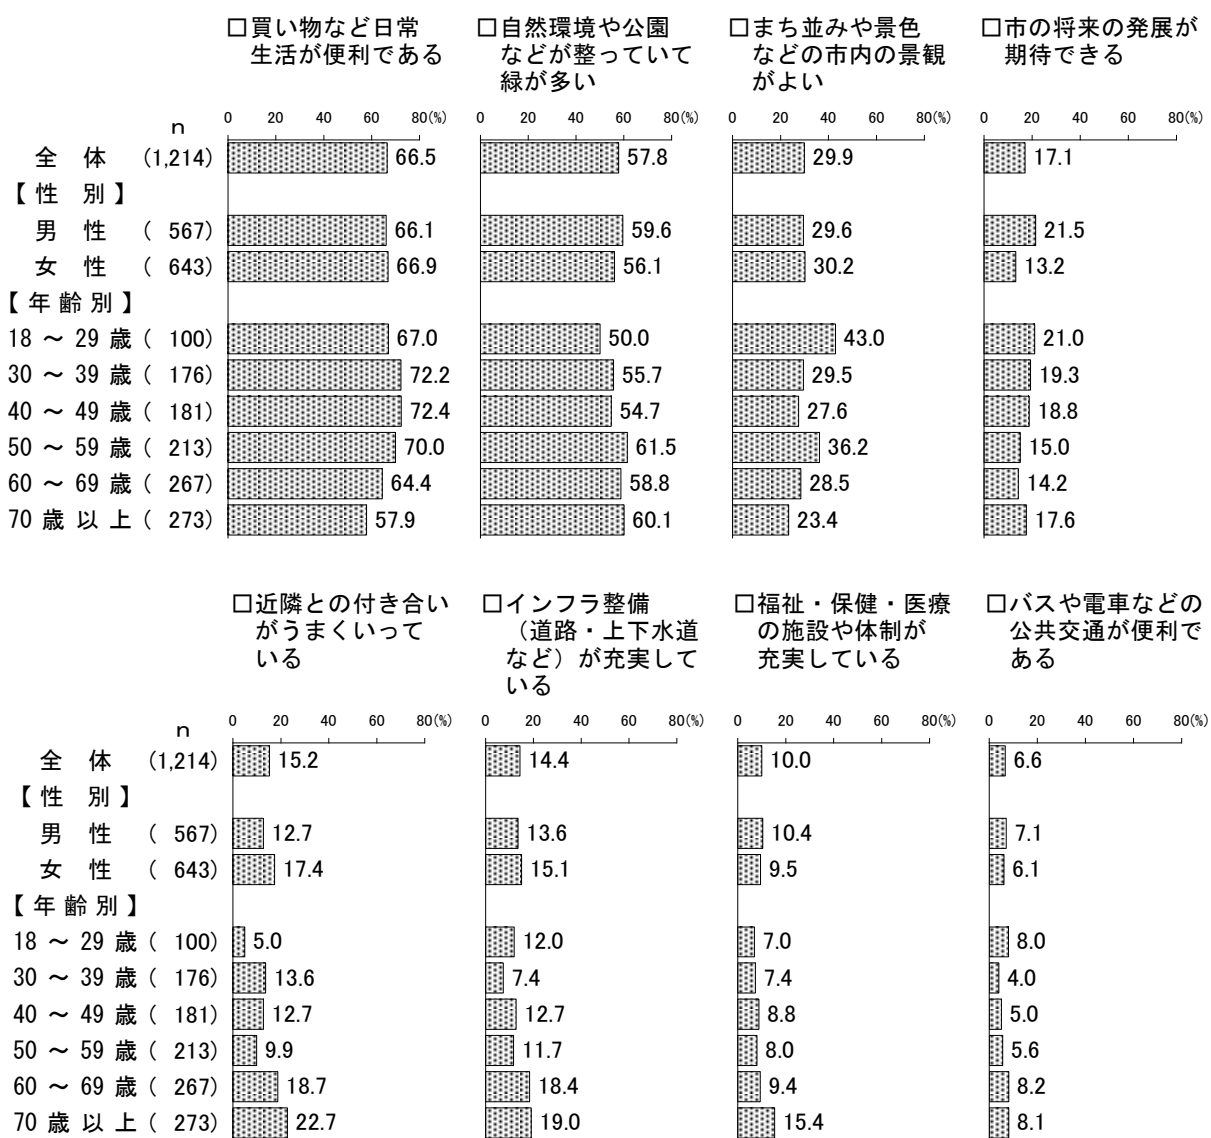 □買い物など日常
生活が便利である
□自然環境や公園
などが整っていて
緑が多い
□まち並みや景色
などの市内の景観
がよい
□市の将来の発展が
期待できる
n
0 20 40 60 80(%) 0 20 40 60 80(%) 0 20 40 60 80(%) 0 20 40 60 80(%)
全 体 (1,214) 66.5 57.8 29.9 17.1
【性 別】
男 性 ( 567) 66.1 59.6 29.6 21.5
女 性 ( 643) 66.9 56.1 30.2 13.2
【年齢別】
18 ～ 29 歳 ( 100) 67.0 50.0 43.0 21.0
30 ～ 39 歳 ( 176) 72.2 55.7 29.5 19.3
40 ～ 49 歳 ( 181) 72.4 54.7 27.6 18.8
50 ～ 59 歳 ( 213) 70.0 61.5 36.2 15.0
60 ～ 69 歳 ( 267) 64.4 58.8 28.5 14.2
70 歳 以 上 ( 273) 57.9 60.1 23.4 17.6
□近隣との付き合い
がうまくいって
いる
□インフラ整備
（道路・上下水道
など）が充実して
いる
□福祉・保健・医療
の施設や体制が
充実している
□バスや電車などの
公共交通が便利で
ある
n
0 20 40 60 80(%) 0 20 40 60 80(%) 0 20 40 60 80(%) 0 20 40 60 80(%)
全 体 (1,214) 15.2 14.4 10.0 6.6
【性 別】
男 性 ( 567) 12.7 13.6 10.4 7.1
女 性 ( 643) 17.4 15.1 9.5 6.1
【年齢別】
18 ～ 29 歳 ( 100) 5.0 12.0 7.0 8.0
30 ～ 39 歳 ( 176) 13.6 7.4 7.4 4.0
40 ～ 49 歳 ( 181) 12.7 12.7 8.8 5.0
50 ～ 59 歳 ( 213) 9.9 11.7 8.0 5.6
60 ～ 69 歳 ( 267) 18.7 18.4 9.4 8.2
70 歳 以 上 ( 273) 22.7 19.0 15.4 8.1